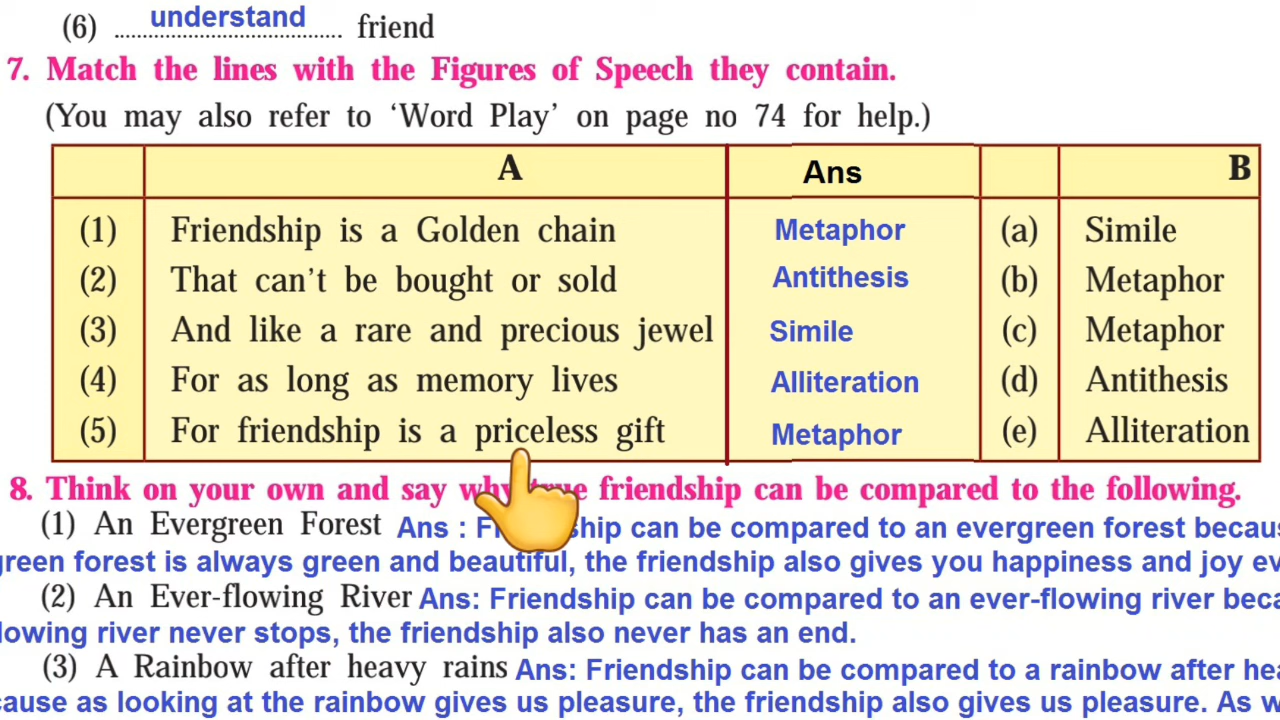 (6) understand friend
7. Match the lines with the Figures of Speech they contain.
(You may also refer to ‘Word Play’ on page no 74 for help.)
A Ans B
(1) Friendship is a Golden chain Metaphor (a) Simile
(2) That can’t be bought or sold Antithesis (b) Metaphor
(3) And like a rare and precious jewel Simile (c) Metaphor
(4) For as long as memory lives Alliteration (d) Antithesis
(5) For friendship is a priceless gift Metaphor (e) Alliteration
8. Think on your own and say why true friendship can be compared to the following.
(1) An Evergreen Forest Ans : Friendship can be compared to an evergreen forest
green forest is always green and beautiful, the friendship also gives you happiness and joy
(2) An Ever-flowing River Ans: Friendship can be compared to an ever-flowing river
river never stops, the friendship also never has an end.
(3) A Rainbow after heavy rains Ans: Friendship can be compared to a rainbow after
as looking at the rainbow gives us pleasure, the friendship also gives us pleasure. As